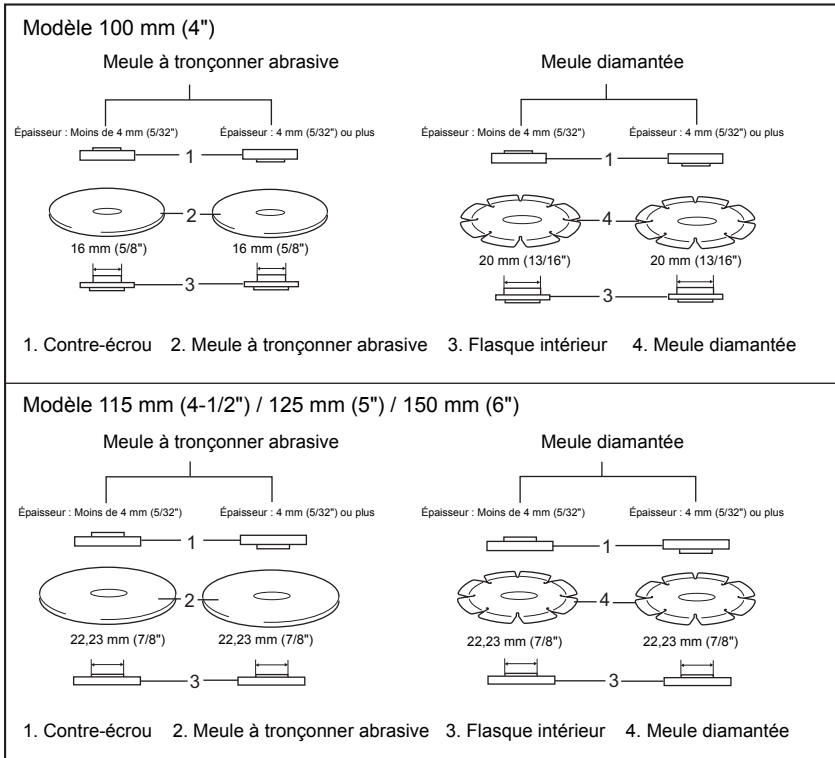 Modèle 100 mm (4")
Meule à tronçonner abrasive Meule diamantée
Épaisseur : Moins de 4 mm (5/32") Épaisseur : 4 mm (5/32") ou plus Épaisseur : Moins de 4 mm (5/32") Épaisseur : 4 mm (5/32") ou plus
1 1
2 4
16 mm (5/8") 16 mm (5/8") 20 mm (13/16") 20 mm (13/16")
3 3
1. Contre-écrou 2. Meule à tronçonner abrasive 3. Flasque intérieur 4. Meule diamantée
Modèle 115 mm (4-1/2") / 125 mm (5") / 150 mm (6")
Meule à tronçonner abrasive Meule diamantée
Épaisseur : Moins de 4 mm (5/32") Épaisseur : 4 mm (5/32") ou plus Épaisseur : Moins de 4 mm (5/32") Épaisseur : 4 mm (5/32") ou plus
1 1
2 4
22,23 mm (7/8") 22,23 mm (7/8") 22,23 mm (7/8") 22,23 mm (7/8")
3 3
1. Contre-écrou 2. Meule à tronçonner abrasive 3. Flasque intérieur 4. Meule diamantée